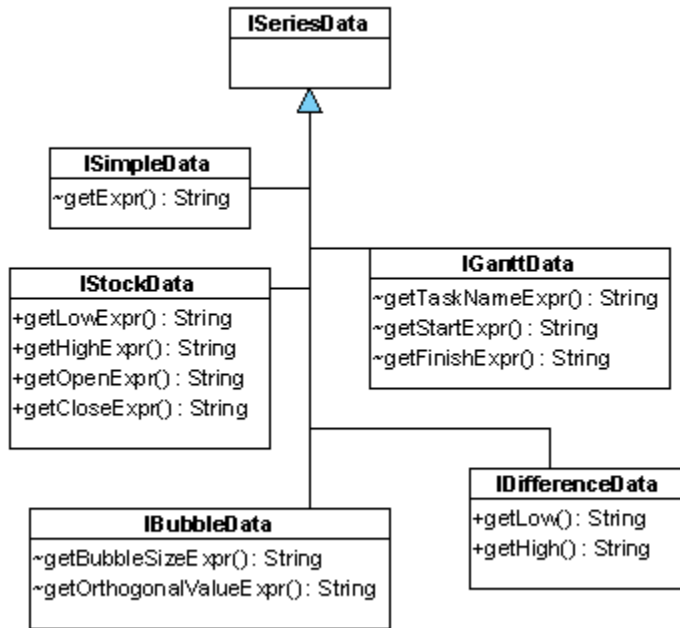 ISeriesData
ISimpleData
~getExpr() : String
IStockData
+getLowExpr() : String
+getHighExpr() : String
+getOpenExpr() : String
+getCloseExpr() : String
IGanttData
~getTaskNameExpr() : String
~getStartExpr() : String
~getFinishExpr() : String
IBubbleData
~getBubbleSizeExpr() : String
~getOrthogonalValueExpr() : String
IDifferenceData
+getLow() : String
+getHigh() : String